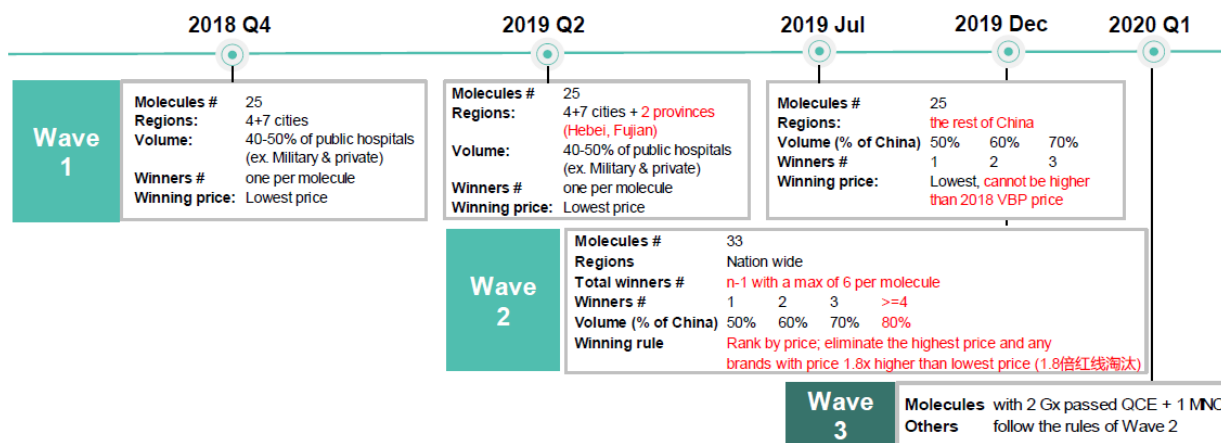 2018 Q4
2019 Q2
2019 Jul
2019 Dec
2020 Q1
Wave
1
Molecules # 25
Regions: 4+7 cities
Volume: 40-50% of public hospitals
(ex. Military & private)
Winners # one per molecule
Winning price: Lowest price
Molecules # 25
Regions: 4+7 cities + 2 provinces
(Hebei, Fujian)
Volume: 40-50% of public hospitals
(ex. Military & private)
Winners # one per molecule
Winning price: Lowest price
Molecules # 25
Regions: the rest of China
Volume (% of China) 50% 60% 70%
Winners # 1 2 3
Winning price: Lowest, cannot be higher
than 2018 VBP price
Wave
2
Molecules # 33
Regions Nation wide
Total winners # n-1 with a max of 6 per molecule
Winners # 1 2 3 >=4
Volume (% of China) 50% 60% 70% 80%
Winning rule Rank by price; eliminate the highest price and any
brands with price 1.8x higher than lowest price (1.8倍红线淘汰)
Wave
3
Molecules with 2 Gx passed QCE + 1 MNC
Others follow the rules of Wave 2